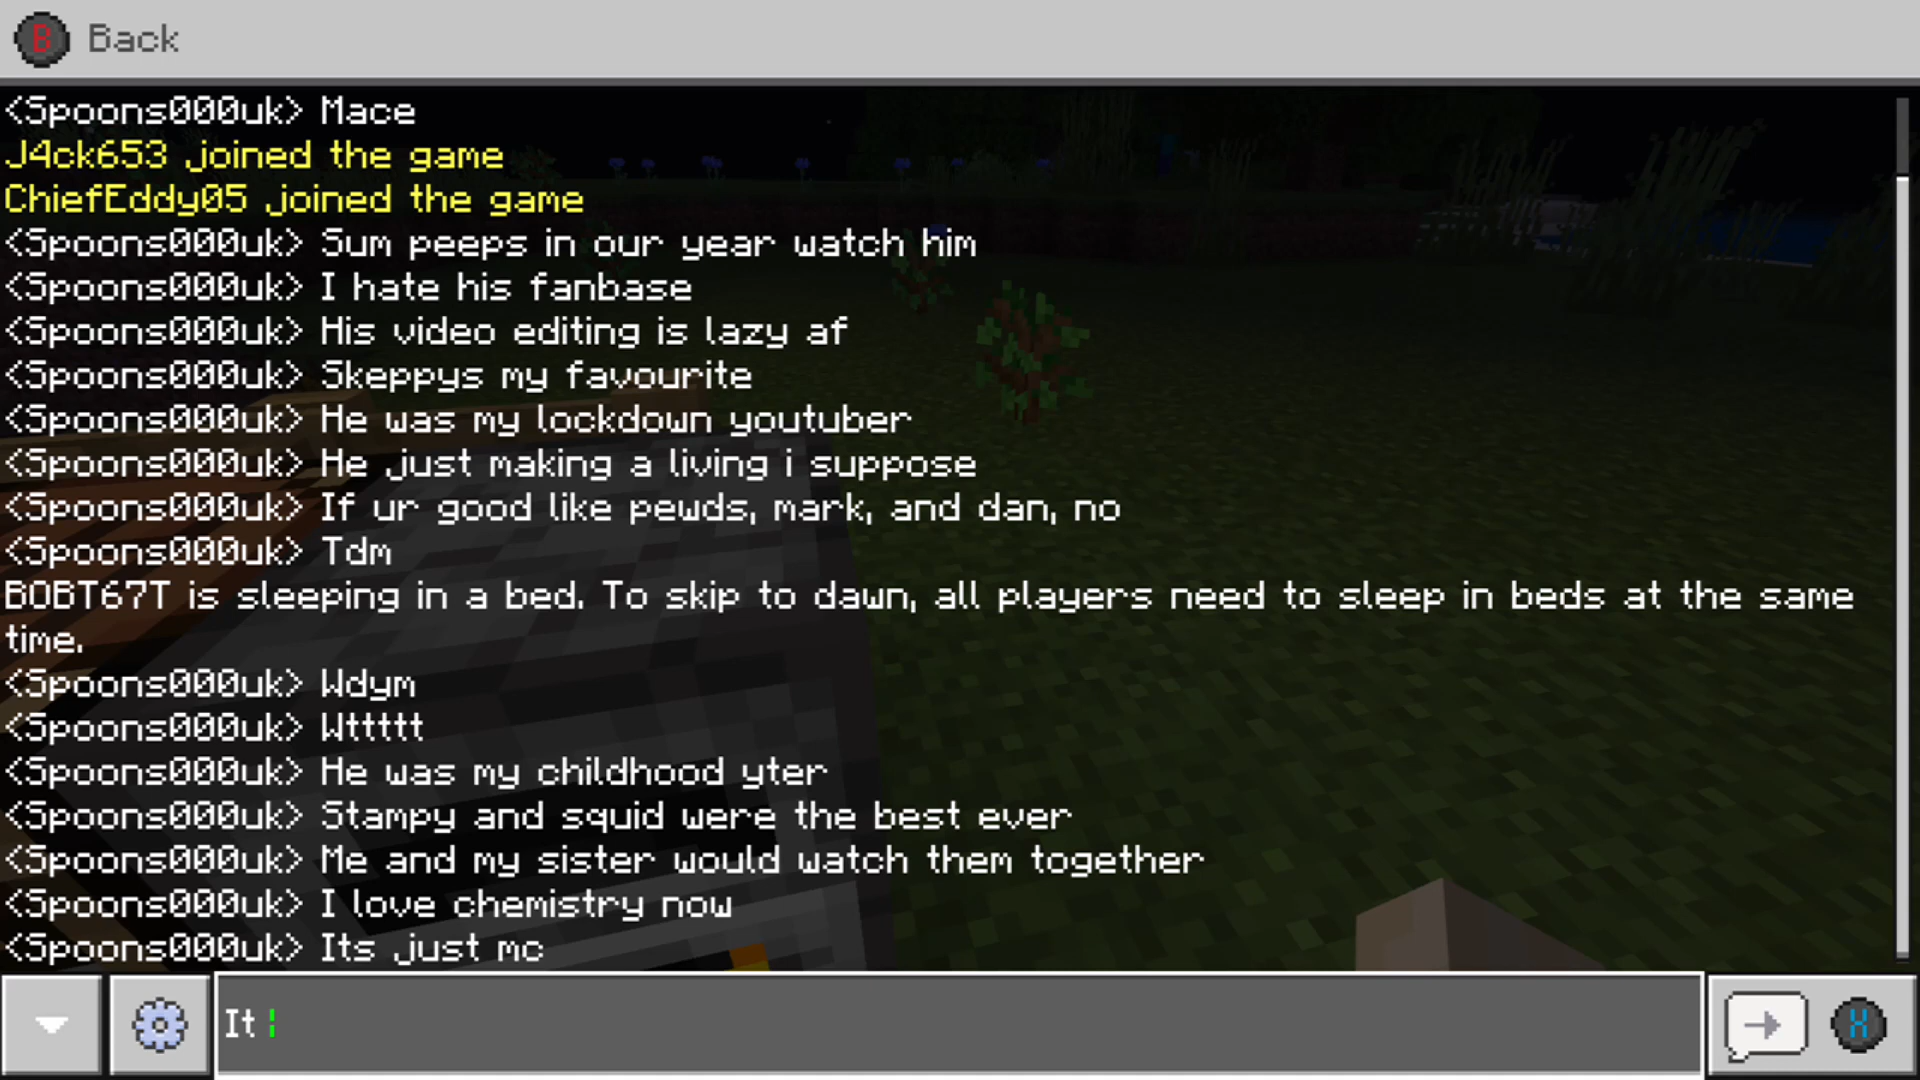 B Back
<Spoons000uk> Mace
J4ck653 joined the game
ChiefEddy05 joined the game
<Spoons000uk> Sum peeps in our year watch him
<Spoons000uk> I hate his fanbase
<Spoons000uk> His video editing is lazy af
<Spoons000uk> Skeppys my favourite
<Spoons000uk> He was my lockdown youtuber
<Spoons000uk> He just making a living i suppose
<Spoons000uk> If ur good like pewds, mark, and dan, no
<Spoons000uk> Tdm
BOBT67T is sleeping in a bed. To skip to dawn, all players need to sleep in beds at the same
time.
<Spoons000uk> Wdym
<Spoons000uk> Wttttt
<Spoons000uk> He was my childhood yter
<Spoons000uk> Stampy and squid were the best ever
<Spoons000uk> Me and my sister would watch them together
<Spoons000uk> I love chemistry now
<Spoons000uk> Its just mc
It
X